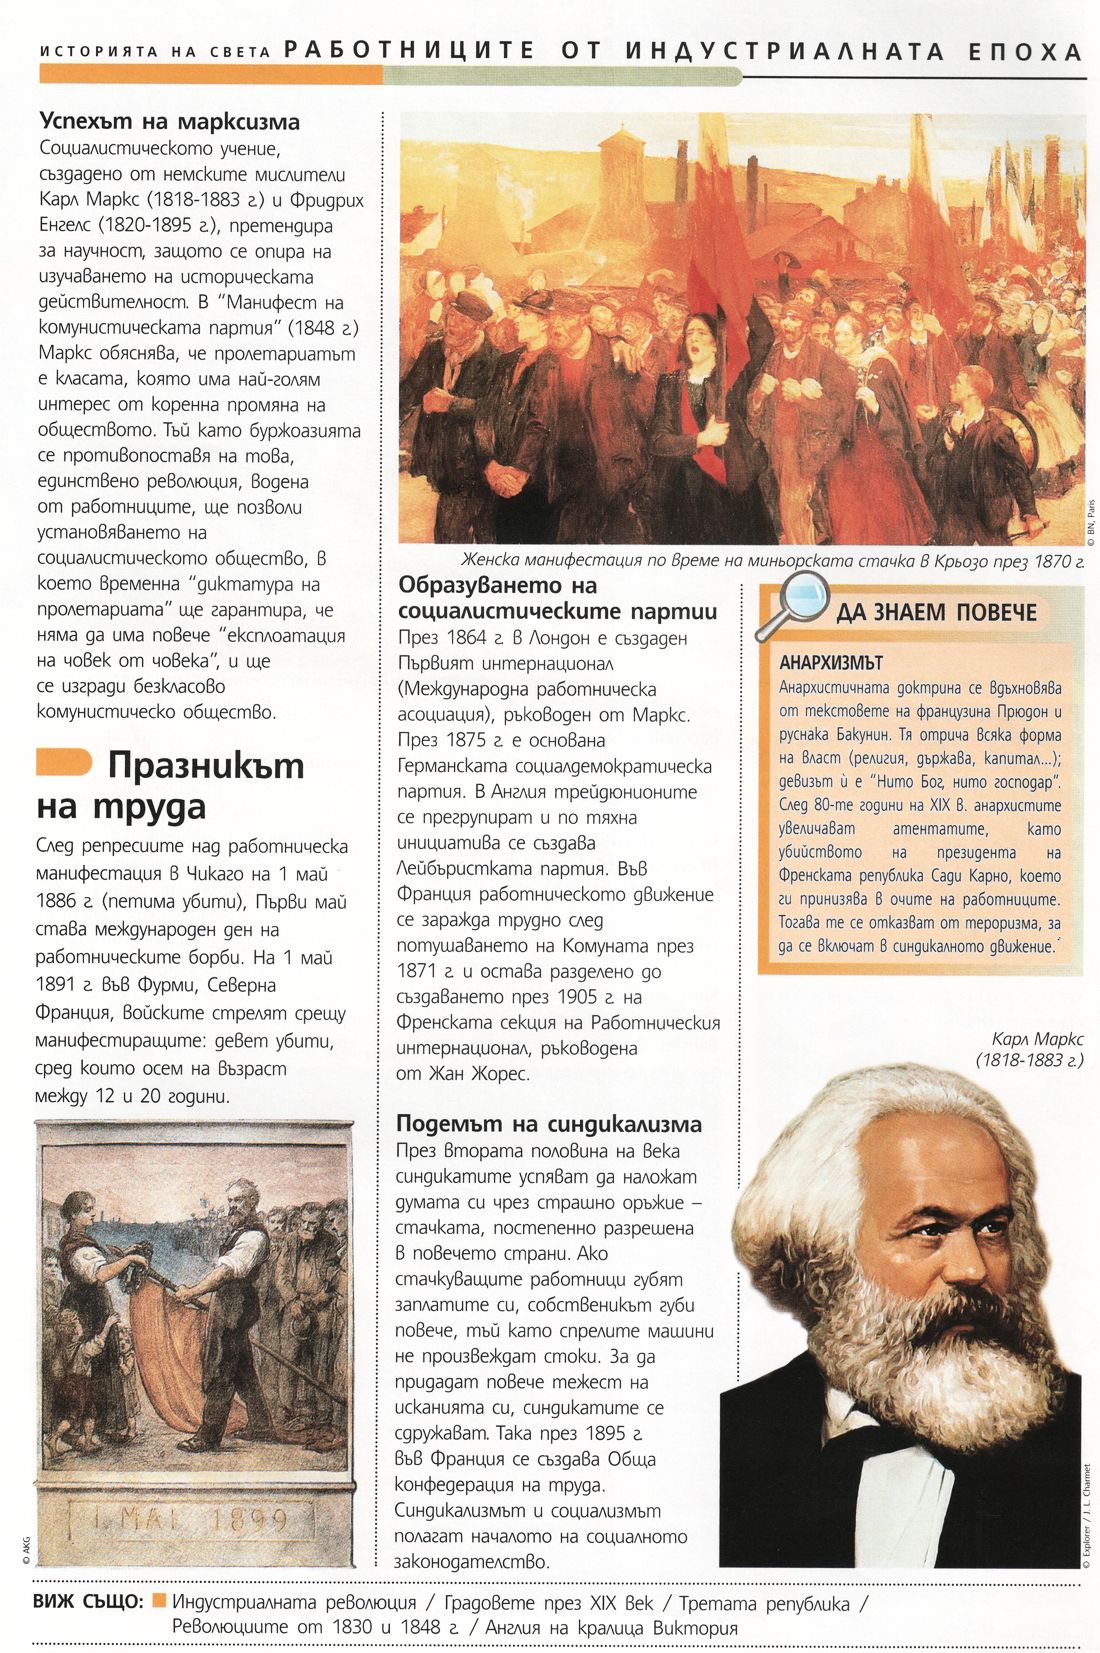 ИСТОРИЯТА НА СВЕТА РАБОТНИЦИТЕ ОТ ИНДУСТРИАЛНАТА ЕПОХА
Успехът на марксизма
Социалистическото учение,
създадено от немските мислители
Карл Маркс (1818-1883 г.) и Фридрих
Енгелс (1820-1895 г.), претендира
за научност, защото се опира на
изучаването на историческата
действителност. В “Манифест на
комунистическата партия” (1848 г.)
Маркс обяснява, че пролетариатът
е класата, която има най-голям
интерес от коренна промяна на
обществото. Тъй като буржоазията
се противопоставя на това,
единствено революция, водена
от работниците, ще позволи
установяването на
социалистическото общество, в
което временна “диктатура на
пролетариата” ще гарантира, че
няма да има повече “експлоатация
на човек от човека”, и ще
се изгради безкласово
комунистическо общество.
Празникът
на труда
След репресиите над работническа
манифестация в Чикаго на 1 май
1886 г. (петима убити), Първи май
става международен ден на
работническите борби. На 1 май
1891 г. във Фурми, Северна
Франция, войските стрелят срещу
манифестиращите: девет убити,
сред които осем на възраст
между 12 и 20 години.
1 MAI 1899
© AKG
© BN, Paris
Женска манифестация по време на миньорската стачка в Крьозо през 1870 г.
Образуването на
социалистическите партии
През 1864 г. в Лондон е създаден
Първият интернационал
(Международна работническа
асоциация), ръководен от Маркс.
През 1875 г. е основана
Германската социалдемократическа
партия. В Англия трейдюнионите
се прегрупират и по тяхна
инициатива се създава
Лейбъристката партия. Във
Франция работническото движение
се заражда трудно след
потушаването на Комуната през
1871 г. и остава разделено до
създаването през 1905 г. на
Френската секция на Работническия
интернационал, ръководена
от Жан Жорес.
Подемът на синдикализма
През втората половина на века
синдикатите успяват да наложат
думата си чрез страшно оръжие –
стачката, постепенно разрешена
в повечето страни. Ако
стачкуващите работници губят
заплатите си, собственикът губи
повече, тъй като спрелите машини
не произвеждат стоки. За да
придадат повече тежест на
исканията си, синдикатите се
сдружават. Така през 1895 г.
във Франция се създава Обща
конфедерация на труда.
Синдикализмът и социализмът
полагат началото на социалното
законодателство.
ДА ЗНАЕМ ПОВЕЧЕ
АНАРХИЗМЪТ
Анархистичната доктрина се вдъхновява
от текстовете на французина Прюдон и
руснака Бакунин. Тя отрича всяка форма
на власт (религия, държава, капитал...);
девизът ѝ е “Нито Бог, нито господар”.
След 80-те години на XIX в. анархистите
увеличават атентатите, като
убийството на президента на
Френската република Сади Карно, което
ги принизява в очите на работниците.
Тогава те се отказват от тероризма, за
да се включат в синдикалното движение.
Карл Маркс
(1818-1883 г.)
© Explorer / J. L. Charmet
ВИЖ СЪЩО: Индустриалната революция / Градовете през XIX век / Третата република /
Революциите от 1830 и 1848 г. / Англия на кралица Виктория